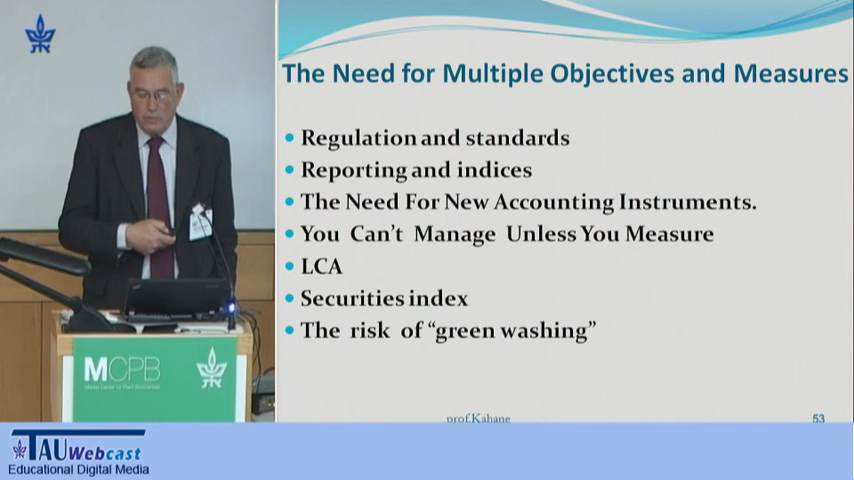 The Need for Multiple Objectives and Measures
Regulation and standards
Reporting and indices
The Need For New Accounting Instruments.
You Can't Manage Unless You Measure
LCA
Securities index
The risk of “green washing”
prof.Kahane
53
MCPB
TAU Webcast
Educational Digital Media